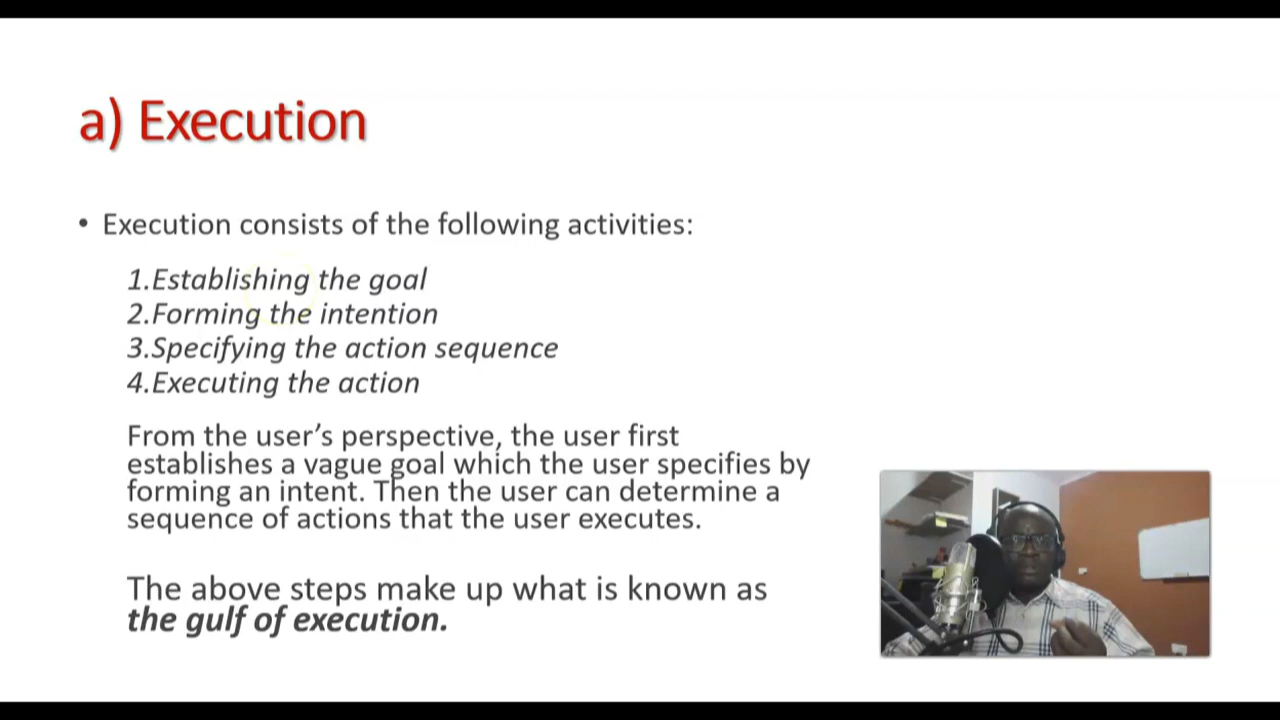 a) Execution
• Execution consists of the following activities:
1.Establishing the goal
2.Forming the intention
3.Specifying the action sequence
4.Executing the action
From the user’s perspective, the user first
establishes a vague goal which the user specifies by
forming an intent. Then the user can determine a
sequence of actions that the user executes.
The above steps make up what is known as
the gulf of execution.